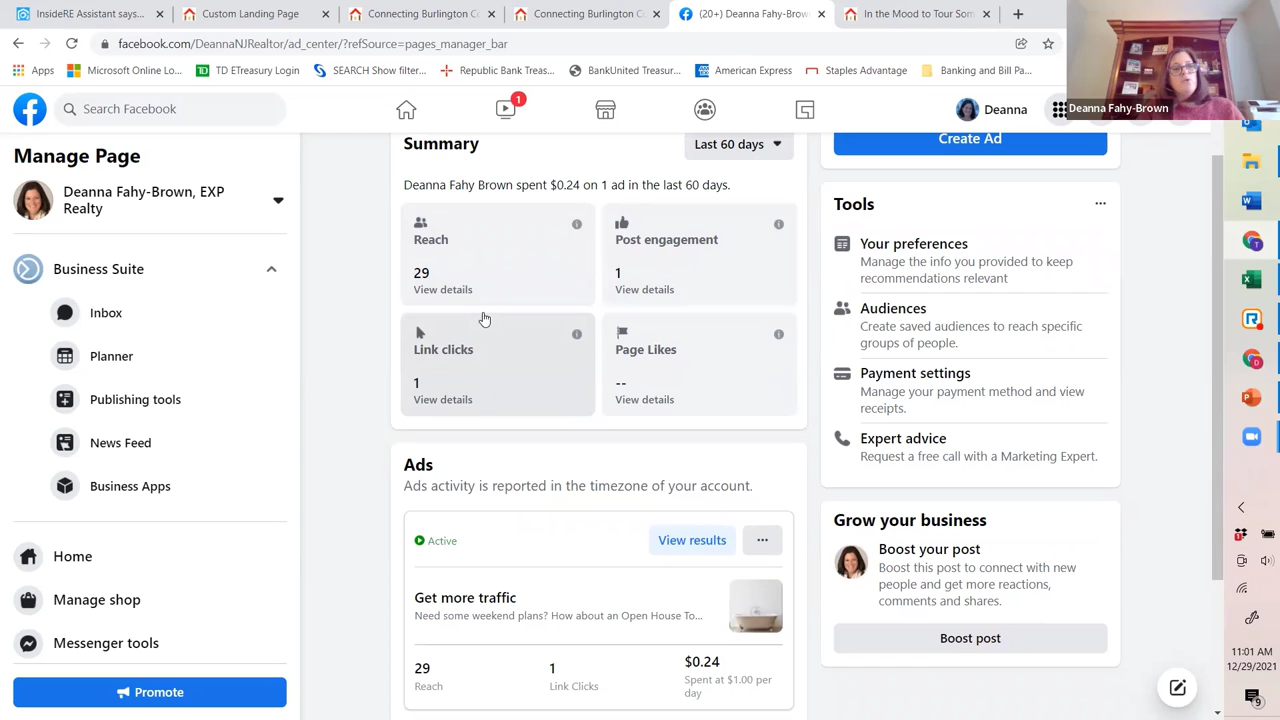 InsideRE Assistant says...
Custom Landing Page
Connecting Burlington Ce
Connecting Burlington Co
(20+) Deanna Fahy-Brow
In the Mood to Tour Som
facebook.com/DeannaNJRealtor/ad_center/?refSource=pages_manager_bar
Apps
Microsoft Online Lo...
TD ETreasury Login
SEARCH Show filter...
Republic Bank Treas...
BankUnited Treasur...
American Express
Staples Advantage
Banking and Bill Pa...
Deanna Fahy-Brown
Search Facebook
1
Deanna
Manage Page
Deanna Fahy-Brown, EXP
Realty
Business Suite
Inbox
Planner
Publishing tools
News Feed
Business Apps
Home
Manage shop
Messenger tools
Promote
Summary
Last 60 days
Deanna Fahy Brown spent $0.24 on 1 ad in the last 60 days.
Reach
29
View details
Post engagement
1
View details
Link clicks
1
View details
Page Likes
--
View details
Ads
Ads activity is reported in the timezone of your account.
Active
View results
...
Get more traffic
Need some weekend plans? How about an Open House To...
29
Reach
1
Link Clicks
$0.24
Spent at $1.00 per
day
Create Ad
Tools
...
Your preferences
Manage the info you provided to keep
recommendations relevant
Audiences
Create saved audiences to reach specific
groups of people.
Payment settings
Manage your payment method and view
receipts.
Expert advice
Request a free call with a Marketing Expert.
Grow your business
Boost your post
Boost this post to connect with new
people and get more reactions,
comments and shares.
Boost post
11:01 AM
12/29/2021
9